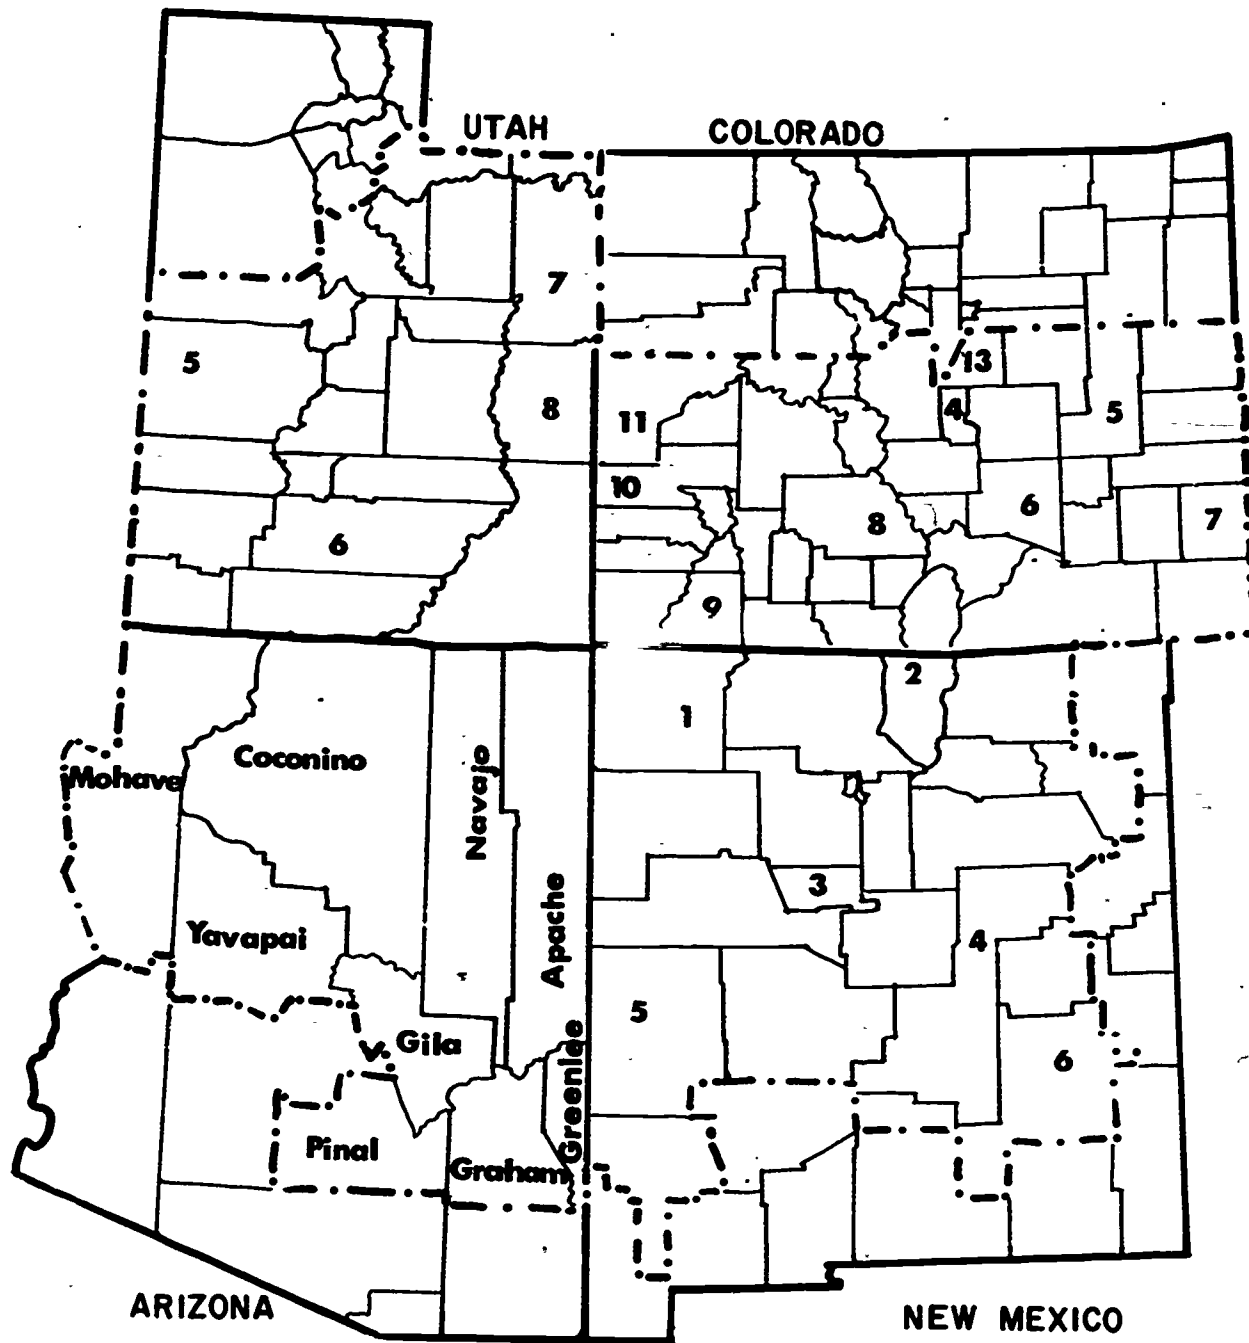 UTAH
COLORADO
7
5
13
8
11
4
5
10
8
6
7
6
9
2
1
Coconino
Navajo
Mohave
3
Apache
Yavapai
4
5
Gila
6
Greenlee
Pinal
Graham
ARIZONA
NEW MEXICO